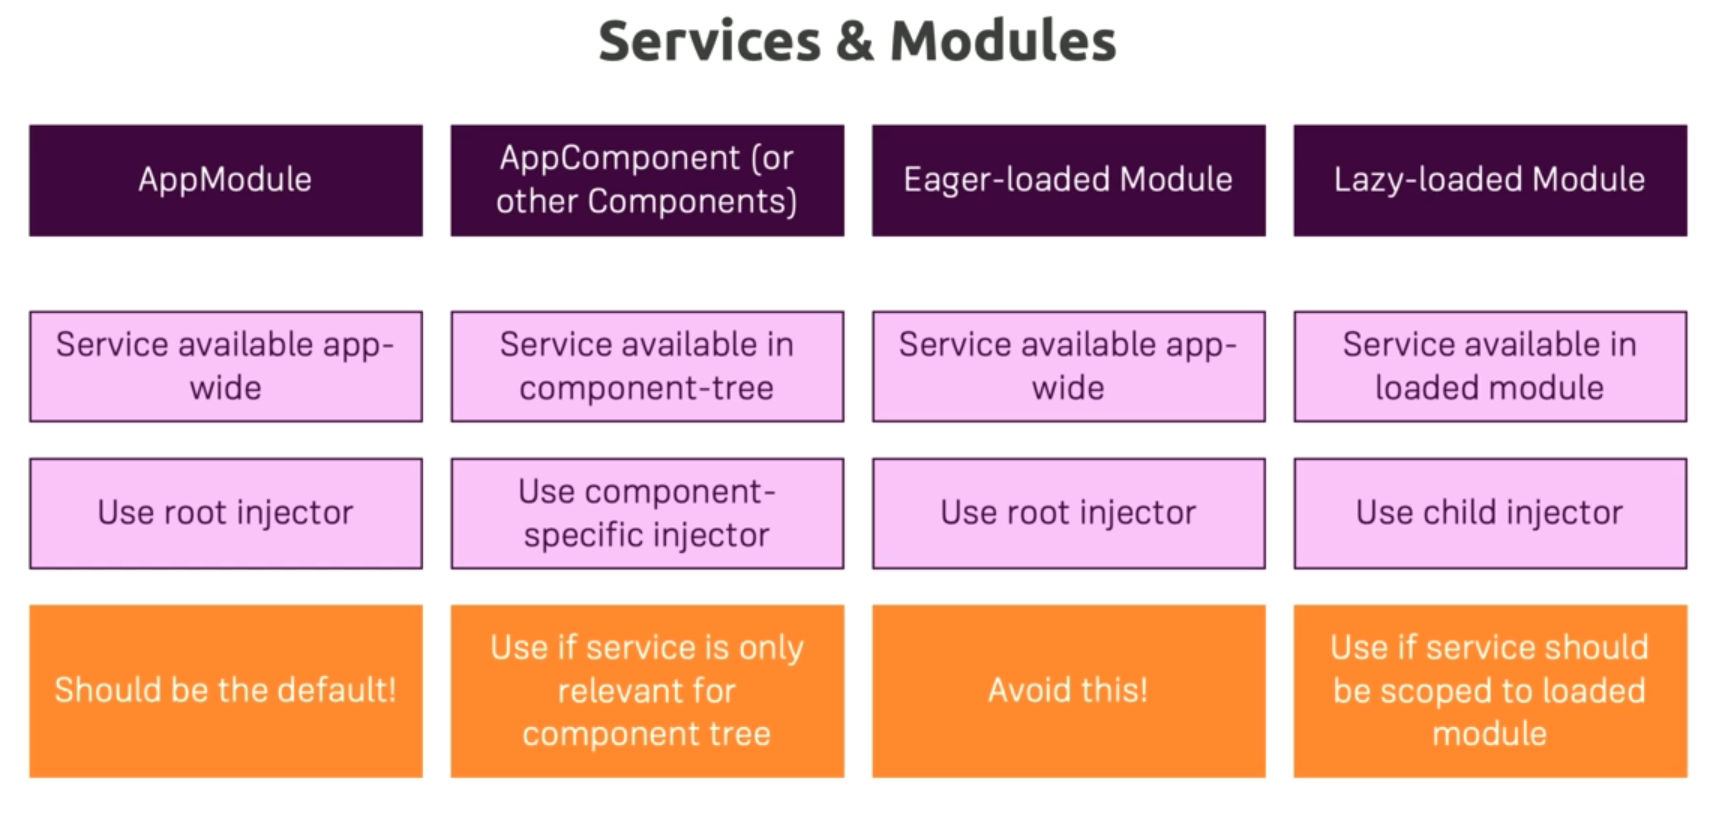 Services & Modules
AppModule
AppComponent (or
other Components)
Eager-loaded Module
Lazy-loaded Module
Service available app-
wide
Service available in
component-tree
Service available app-
wide
Service available in
loaded module
Use root injector
Use component-
specific injector
Use root injector
Use child injector
Should be the default!
Use if service is only
relevant for
component tree
Avoid this!
Use if service should
be scoped to loaded
module